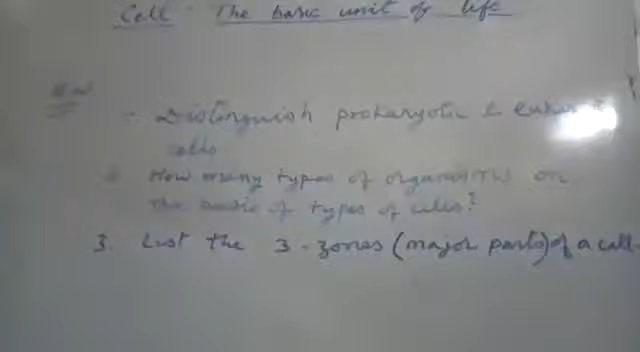 Cell - The basic unit of life
H.W
- Distinguish prokaryotic &
cells
How many types of organisms on
the basis of types of cells?
3. List the 3-zones (major parts) of a cell.